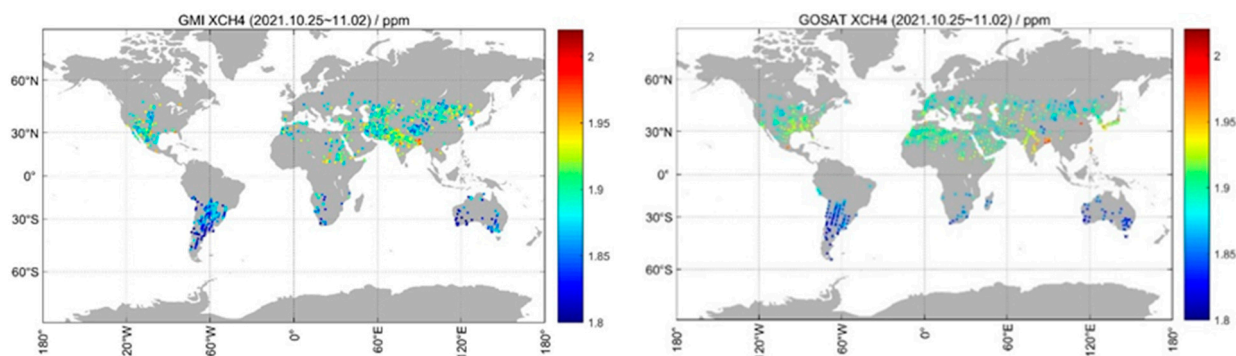 GMI XCH4 (2021.10.25~11.02) / ppm
60°N
30°N
0°
30°S
60°S
180°
120°W
60°W
0°
60°E
120°E
180°
2
1.95
1.9
1.85
1.8
GOSAT XCH4 (2021.10.25~11.02) / ppm
60°N
30°N
0°
30°S
60°S
180°
120°W
60°W
0°
60°E
120°E
180°
2
1.95
1.9
1.85
1.8